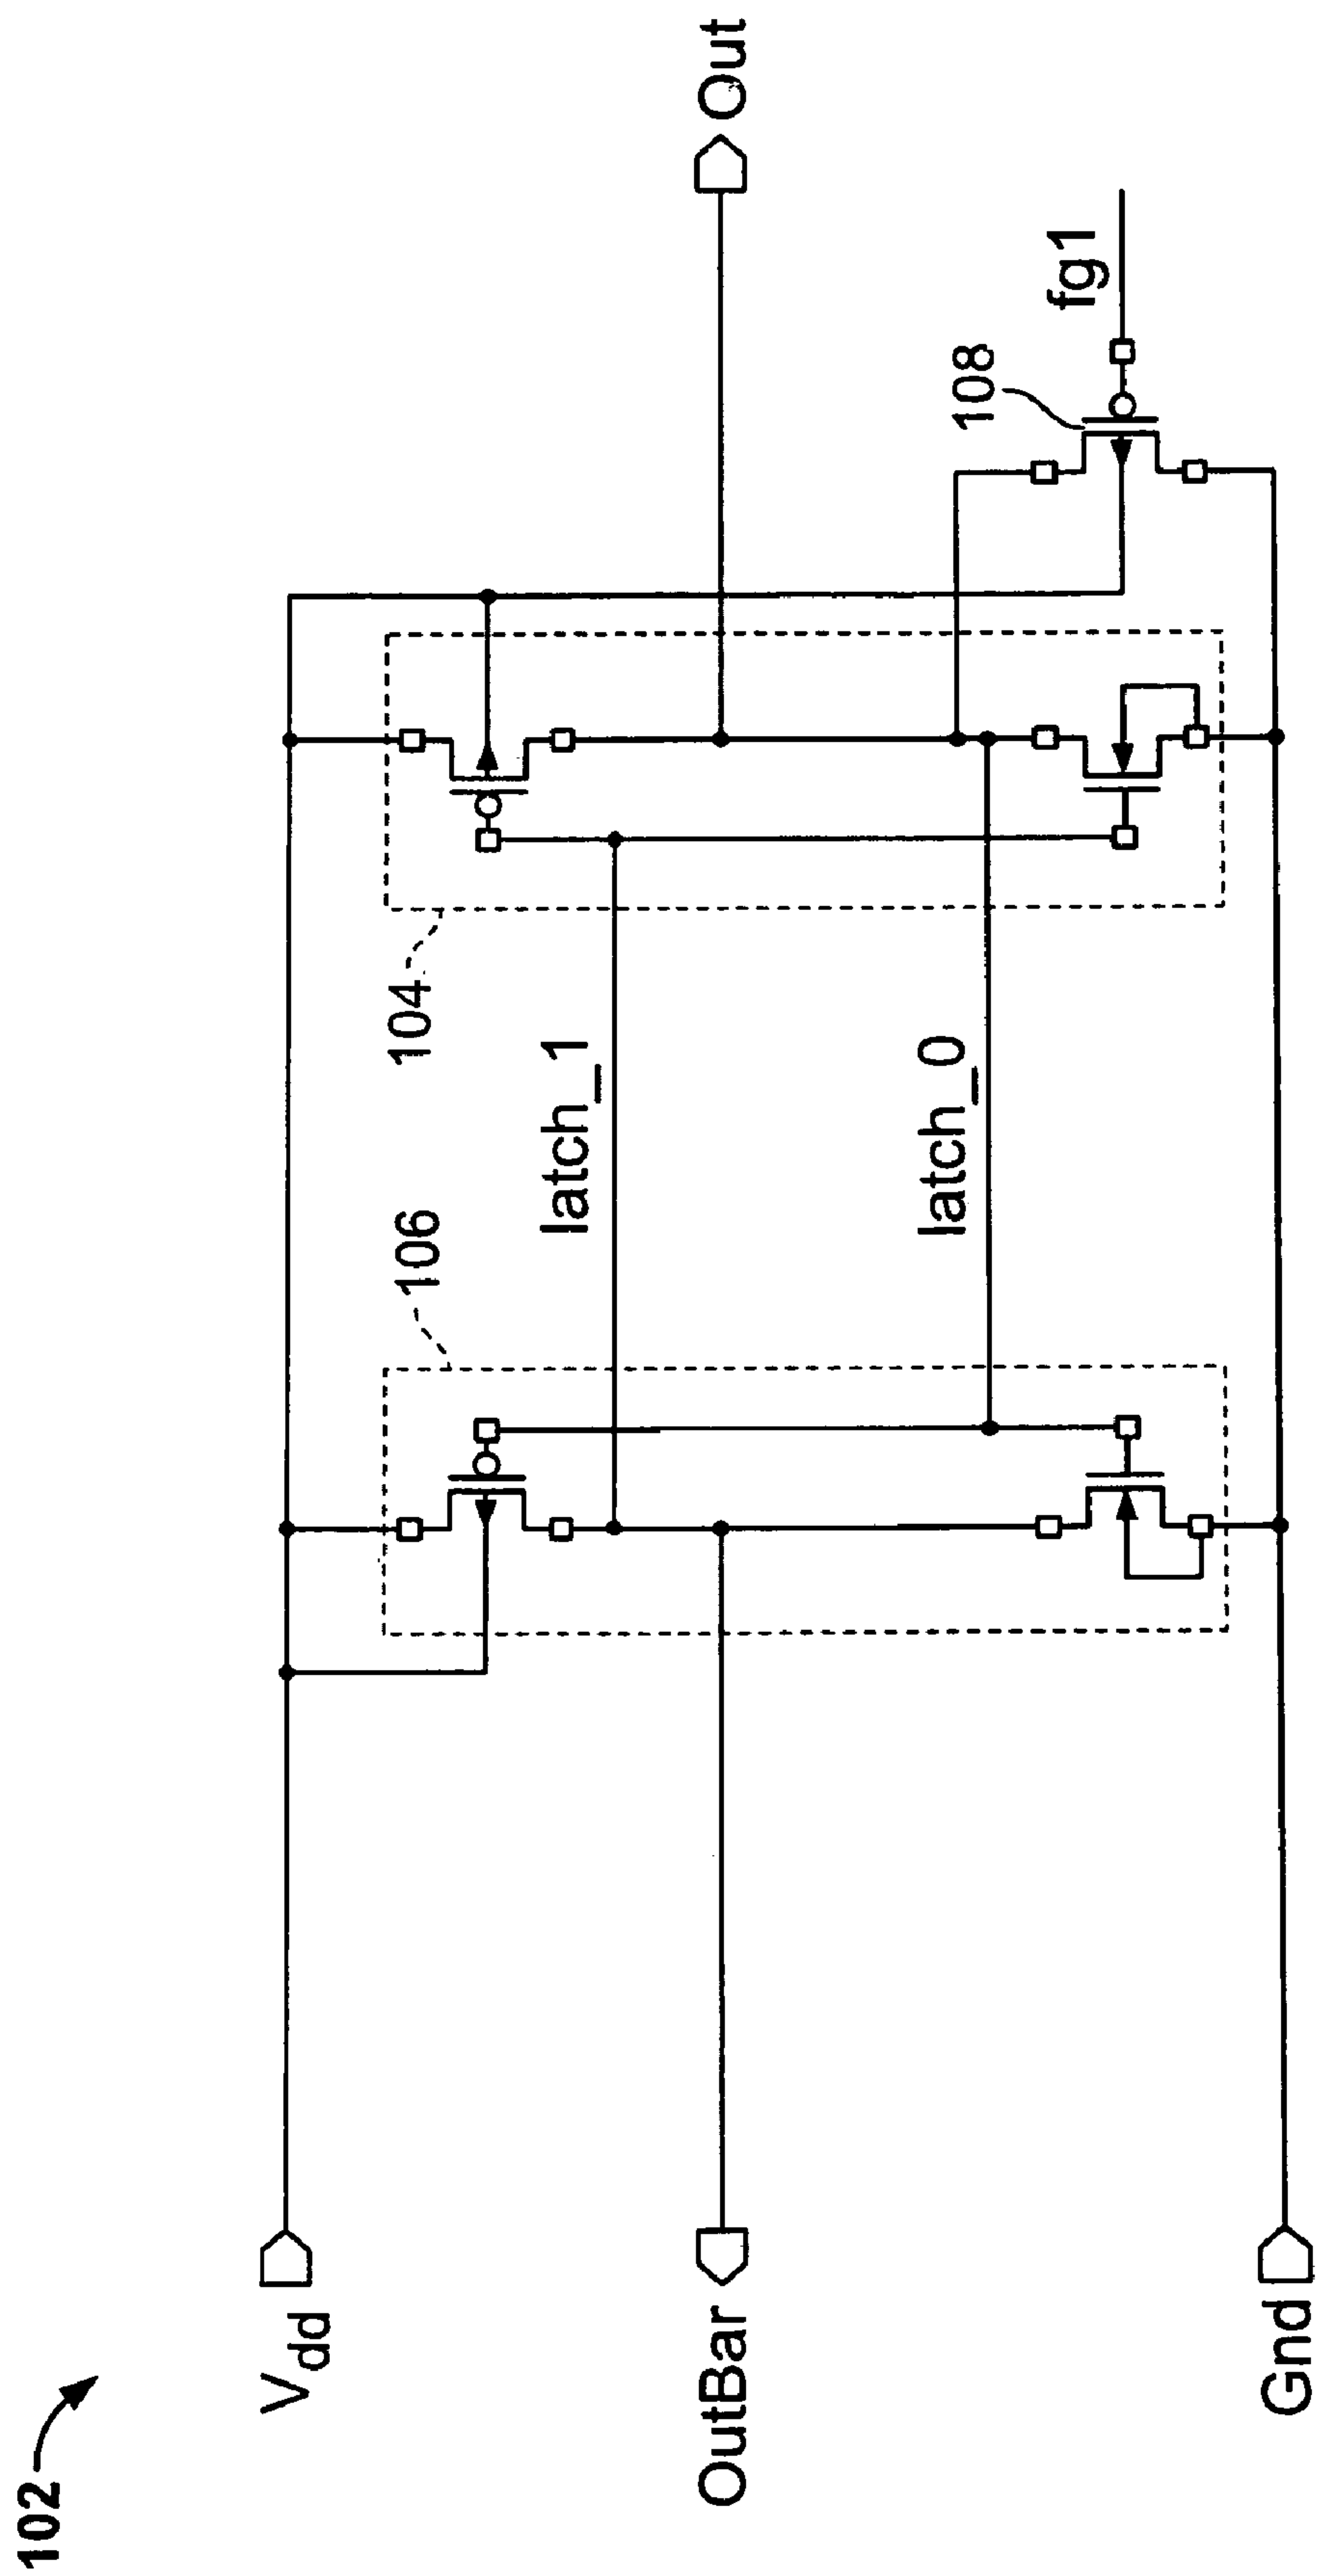 102
Vdd
OutBar
Gnd
106
104
latch_1
latch_0
108
fg1
Out